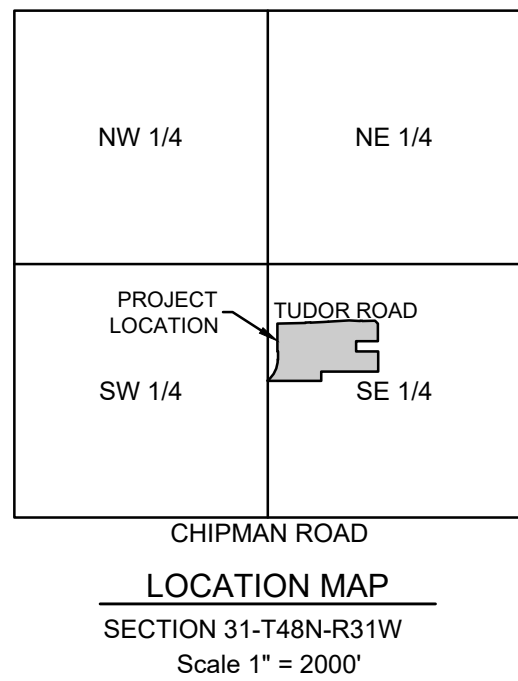 NW 1/4
NE 1/4
PROJECT
LOCATION
TUDOR ROAD
SW 1/4
SE 1/4
CHIPMAN ROAD
LOCATION MAP
SECTION 31-T48N-R31W
Scale 1" = 2000'